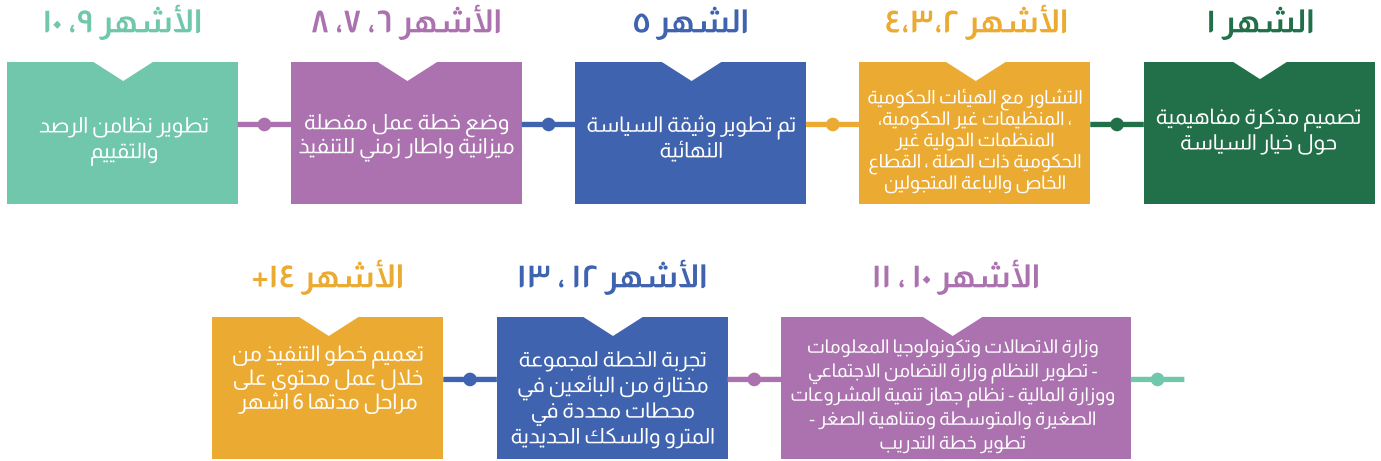 الشهر ١
تصميم مذكرة مفاهيمية
حول خيار السياسة
الأشهر ٢،٣،٤
التشاور مع الهيئات الحكومية
، المنظيمات غير الحكومية،
المنظمات الدولية غير
الحكومية ذات الصلة ، القطاع
الخاص والباعة المتجولين
الشهر ٥
تم تطوير وثيقة السياسة
النهائية
الأشهر ٦، ٧، ٨
وضع خطة عمل مفصلة
ميزانية واطار زمني للتنفيذ
الأشهر ٩، ١٠
تطوير نظامن الرصد
والتقييم
الأشهر ١٠ ، ١١
وزارة الاتصالات وتكونولوجيا المعلومات
- تطوير النظام وزارة التضامن الاجتماعي
ووزارة المالية - نظام جهاز تنمية المشروعات
الصغيرة والمتوسطة ومتناهية الصغر -
تطوير خطة التدريب
الأشهر ١٢ ، ١٣
تجربة الخطة لمجموعة
مختارة من البائعين في
محطات محددة في
المترو والسكك الحديدية
الأشهر ١٤+
تعميم خطو التنفيذ من
خلال عمل محتوى على
مراحل مدتها 6 اشهر